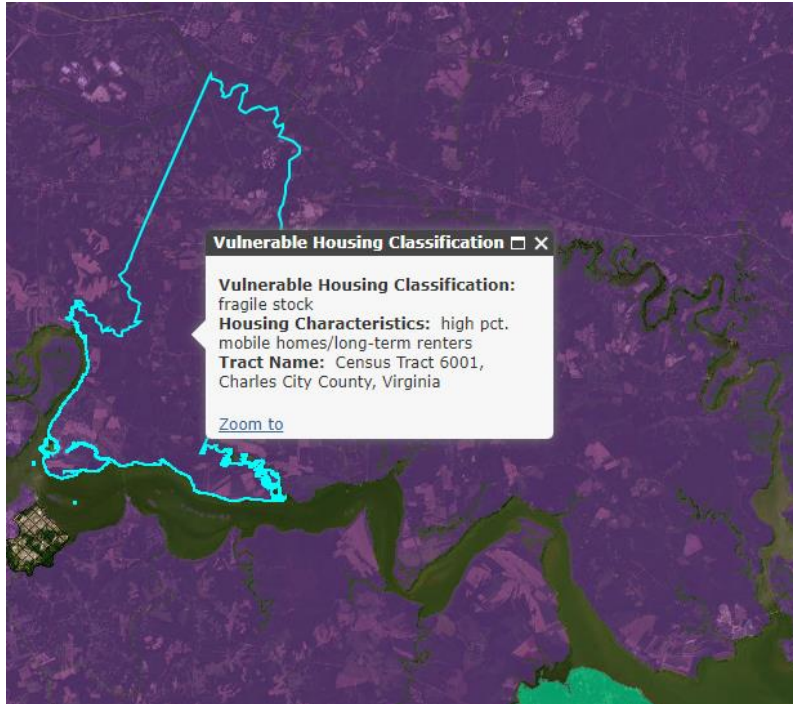 Vulnerable Housing Classification
Vulnerable Housing Classification:
fragile stock
Housing Characteristics: high pct.
mobile homes/long-term renters
Tract Name: Census Tract 6001,
Charles City County, Virginia
Zoom to